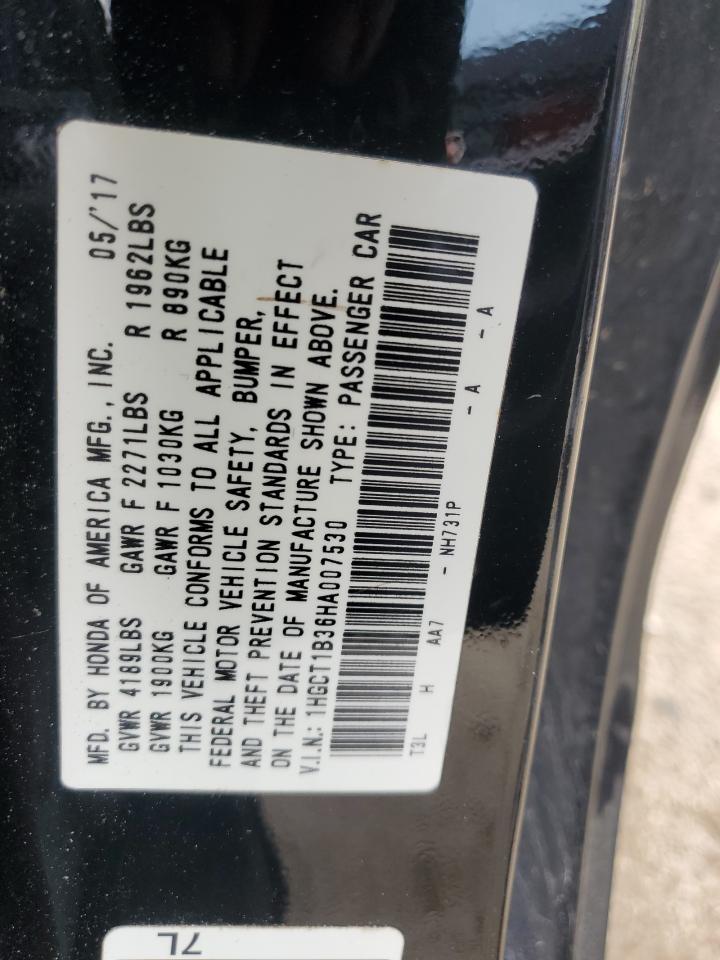 MFD. BY HONDA OF AMERICA MFG., INC. 05/'17
GVWR 4189LBS GAWR F 2271LBS R 1962LBS
GVWR 1900KG GAWR F 1030KG R 890KG
THIS VEHICLE CONFORMS TO ALL APPLICABLE
FEDERAL MOTOR VEHICLE SAFETY, BUMPER,
AND THEFT PREVENTION STANDARDS IN EFFECT
ON THE DATE OF MANUFACTURE SHOWN ABOVE.
V.I.N.: 1HGCT1B36HA007530 TYPE: PASSENGER CAR
H AA7 - NH731P - A - A
T3L
7L